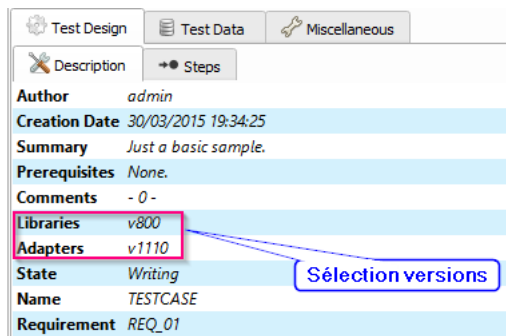 Test Design Test Data Miscellaneous
Description Steps
Author admin
Creation Date 30/03/2015 19:34:25
Summary Just a basic sample.
Prerequisites None.
Comments - 0 -
Libraries v800
Adapters v1110
State Writing
Sélection versions
Name TESTCASE
Requirement REQ_01